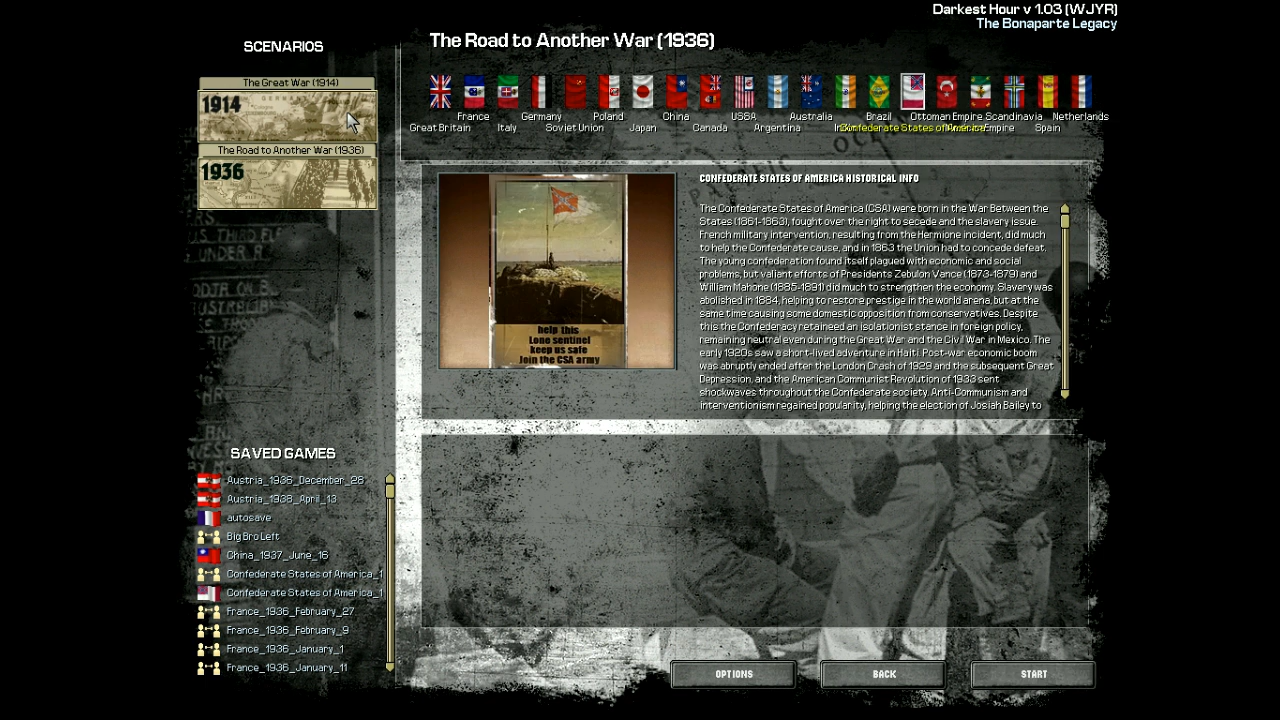 Darkest Hour v 1.03 (WJYR)
The Bonaparte Legacy
SCENARIOS
The Great War (1914)
1914
The Road to Another War (1936)
1936
The Road to Another War (1936)
France Germany Poland China USSA Australia Brazil Ottoman Empire Scandinavia Netherlands
Great Britain Italy Soviet Union Japan Canada Argentina Confederate States of America Empire Spain
CONFEDERATE STATES OF AMERICA HISTORICAL INFO
The Confederate States of America (CSA) were born in the War Between the
States (1861-1863), fought over the right to secede and the slavery issue.
French military intervention, resulting from the Hermione incident, did much
to help the Confederate cause, and in 1863 the Union had to concede defeat.
The young confederation found itself plagued with economic and social
problems, but valiant efforts of Presidents Zebulon Vance (1873-1879) and
William Mahone (1885-1891) did much to strengthen the economy. Slavery was
abolished in 1884, helping to restore prestige in the world arena, but at the
same time causing some domestic opposition from conservatives. Despite
this the Confederacy retaineed an isolationist stance in foreign policy,
remaining neutral even during the Great War and the Civil War in Mexico. The
early 1920s saw a short-lived adventure in Haiti. Post-war economic boom
was abruptly ended after the London Crash of 1929 and the subsequent Great
Depression, and the American Communist Revolution of 1933 sent
shockwaves throughout the Confederate society. Anti-Communism and
interventionism regained popularity, helping the election of Josiah Bailey to
help this
Lone sentinel
keep us safe
Join the CSA army
SAVED GAMES
Austria_1936_December_28
Austria_1938_April_13
autosave
Big Bro Left
China_1937_June_16
Confederate States of America_1
Confederate States of America_1
France_1936_February_27
France_1936_February_9
France_1936_January_1
France_1936_January_11
OPTIONS
BACK
START